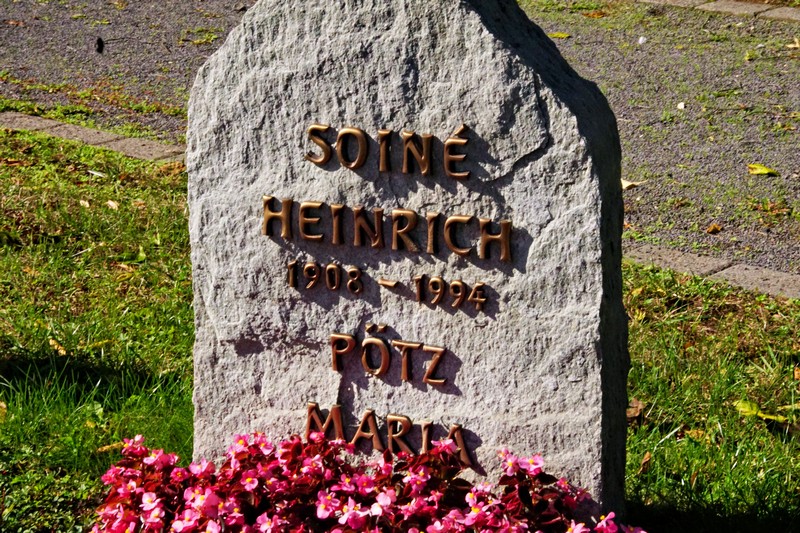 SOINÉ
HEINRICH
1908 – 1994
PÖTZ
MARIA